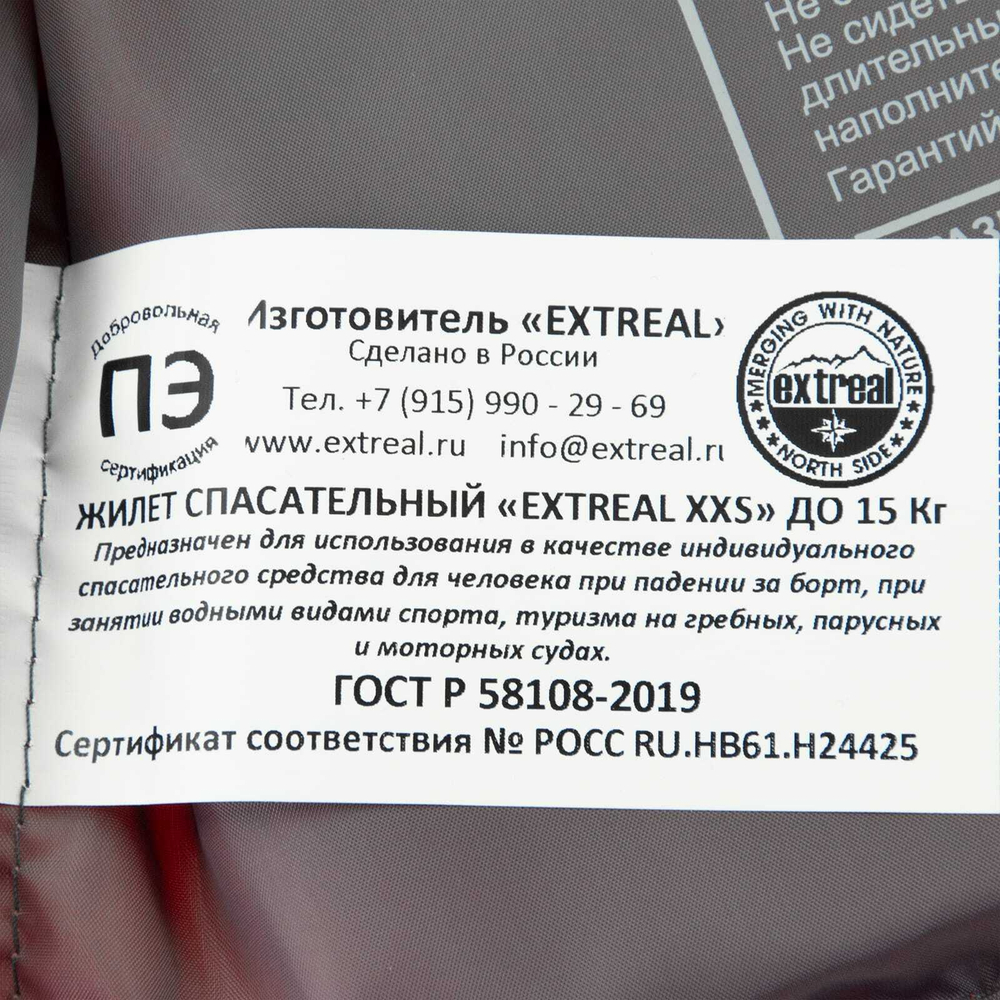 Не сидеть
длительны
наполните
Гарантий
Добровольная
ПЭ
сертификация
Изготовитель «EXTREAL»
Сделано в России
Тел. +7 (915) 990 - 29 - 69
www.extreal.ru info@extreal.ru
MERGING WITH NATURE
extreal
NORTH SIDE
ЖИЛЕТ СПАСАТЕЛЬНЫЙ «EXTREAL XXS» ДО 15 Кг
Предназначен для использования в качестве индивидуального
спасательного средства для человека при падении за борт, при
занятии водными видами спорта, туризма на гребных, парусных
и моторных судах.
ГОСТ Р 58108-2019
Сертификат соответствия № РОСС RU.НВ61.Н24425